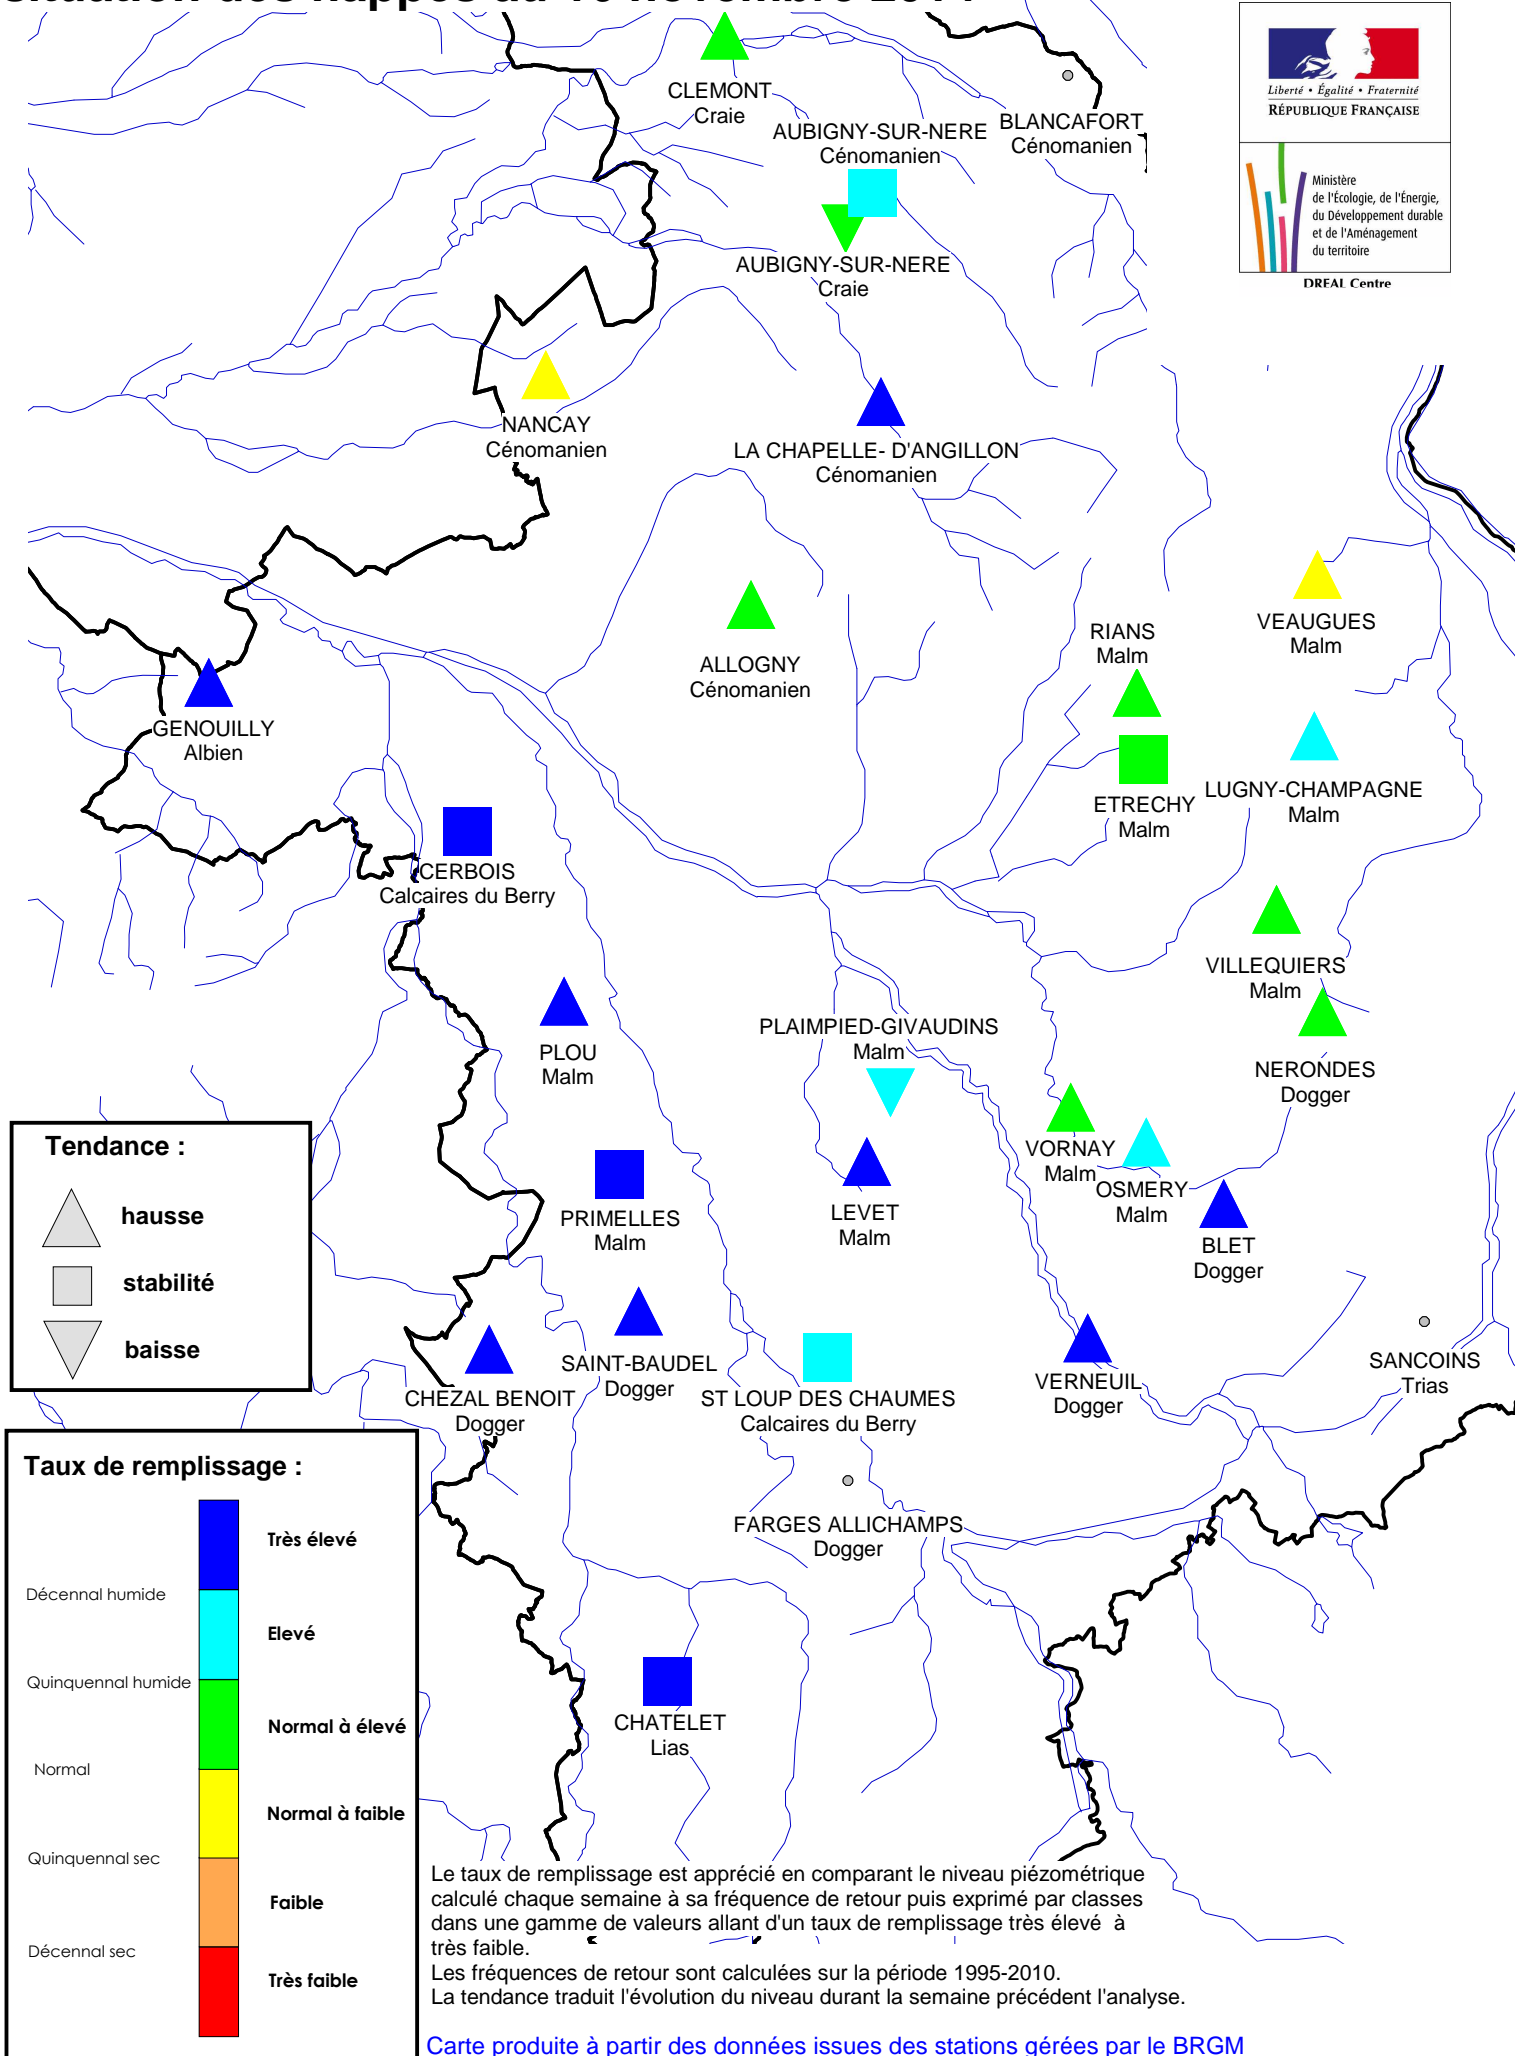 CLEMONT
Craie
BLANCAFORT
Cénomanien
AUBIGNY-SUR-NERE
Cénomanien
AUBIGNY-SUR-NERE
Craie
Liberté • Égalité • Fraternité
RÉPUBLIQUE FRANÇAISE
Ministère
de l'Écologie, de l'Énergie,
du Développement durable
et de l'Aménagement
du territoire
DREAL Centre
NANCAY
Cénomanien
LA CHAPELLE- D'ANGILLON
Cénomanien
ALLOGNY
Cénomanien
RIANS
Malm
VEAUGUES
Malm
GENOUILLY
Albien
ETRECHY
Malm
LUGNY-CHAMPAGNE
Malm
CERBOIS
Calcaires du Berry
VILLEQUIERS
Malm
PLOU
Malm
PLAIMPIED-GIVAUDINS
Malm
NERONDES
Dogger
VORNAY
Malm
OSMERY
Malm
PRIMELLES
Malm
LEVET
Malm
BLET
Dogger
Tendance :
hausse
stabilité
baisse
CHEZAL BENOIT
Dogger
SAINT-BAUDEL
Dogger
ST LOUP DES CHAUMES
Calcaires du Berry
VERNEUIL
Dogger
SANCOINS
Trias
FARGES ALLICHAMPS
Dogger
CHATELET
Lias
Taux de remplissage :
Très élevé
Décennal humide
Elevé
Quinquennal humide
Normal à élevé
Normal
Normal à faible
Quinquennal sec
Faible
Décennal sec
Très faible
Le taux de remplissage est apprécié en comparant le niveau piézométrique
calculé chaque semaine à sa fréquence de retour puis exprimé par classes
dans une gamme de valeurs allant d'un taux de remplissage très élevé à
très faible.
Les fréquences de retour sont calculées sur la période 1995-2010.
La tendance traduit l'évolution du niveau durant la semaine précédent l'analyse.
Carte produite à partir des données issues des stations gérées par le BRGM